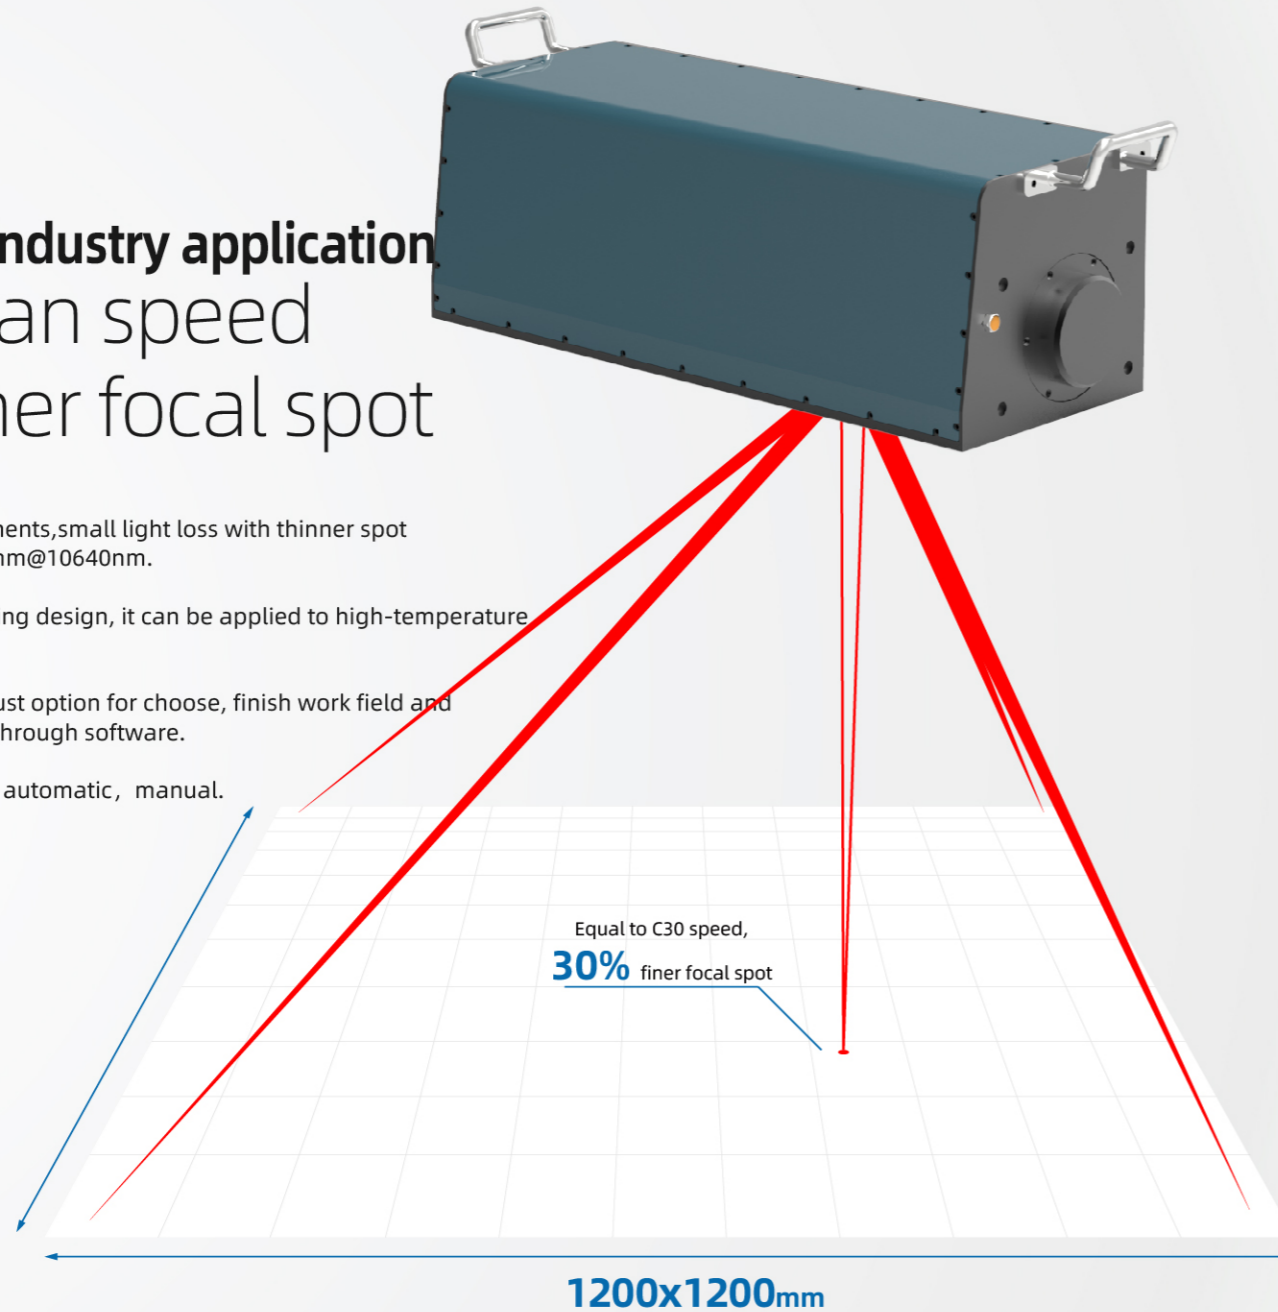 ndustry application
an speed
ner focal spot
nents,small light loss with thinner spot
nm@10640nm.
ng design, it can be applied to high-temperature
ust option for choose, finish work field and
hrough software.
automatic，manual.
Equal to C30 speed,
30% finer focal spot
1200x1200mm